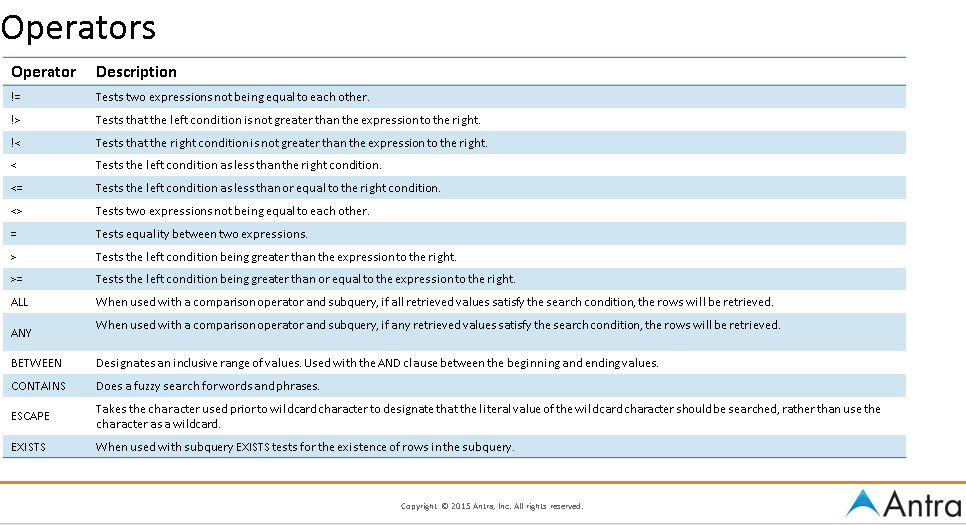 Operators
Operator Description
!= Tests two expressions not being equal to each other.
!> Tests that the left condition is not greater than the expression to the right.
!< Tests that the right condition is not greater than the expression to the right.
< Tests the left condition as less than the right condition.
<= Tests the left condition as less than or equal to the right condition.
<> Tests two expressions not being equal to each other.
= Tests equality between two expressions.
> Tests the left condition being greater than the expression to the right.
>= Tests the left condition being greater than or equal to the expression to the right.
ALL When used with a comparison operator and subquery, if all retrieved values satisfy the search condition, the rows will be retrieved.
ANY When used with a comparison operator and subquery, if any retrieved values satisfy the search condition, the rows will be retrieved.
BETWEEN Designates an inclusive range of values. Used with the AND clause between the beginning and ending values.
CONTAINS Does a fuzzy search for words and phrases.
ESCAPE Takes the character used prior to wildcard character to designate that the literal value of the wildcard character should be searched, rather than use the
character as a wildcard.
EXISTS When used with subquery EXISTS tests for the existence of rows in the subquery.
Copyright © 2015 Antra, Inc. All rights reserved.
Antra